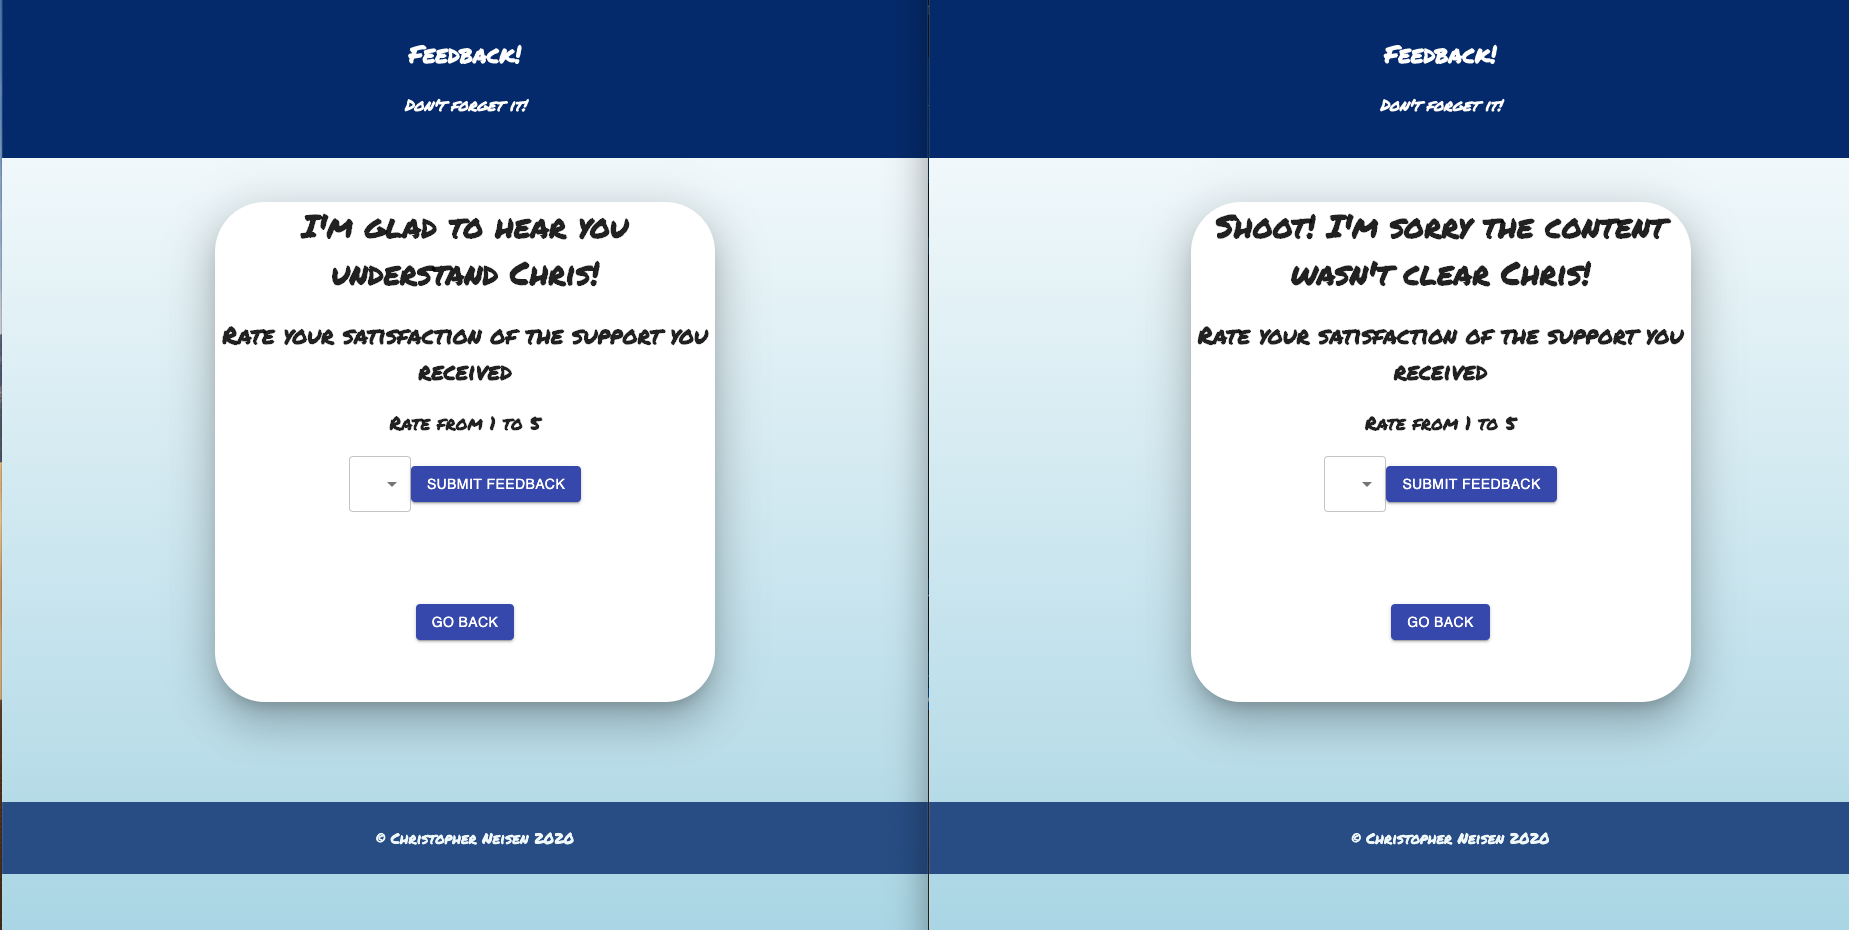 Feedback!
Don't forget it!
I'm glad to hear you
understand Chris!
Rate your satisfaction of the support you
received
Rate from 1 to 5
SUBMIT FEEDBACK
GO BACK
© Christopher Neisen 2020
Feedback!
Don't forget it!
Shoot! I'm sorry the content
wasn't clear Chris!
Rate your satisfaction of the support you
received
Rate from 1 to 5
SUBMIT FEEDBACK
GO BACK
© Christopher Neisen 2020